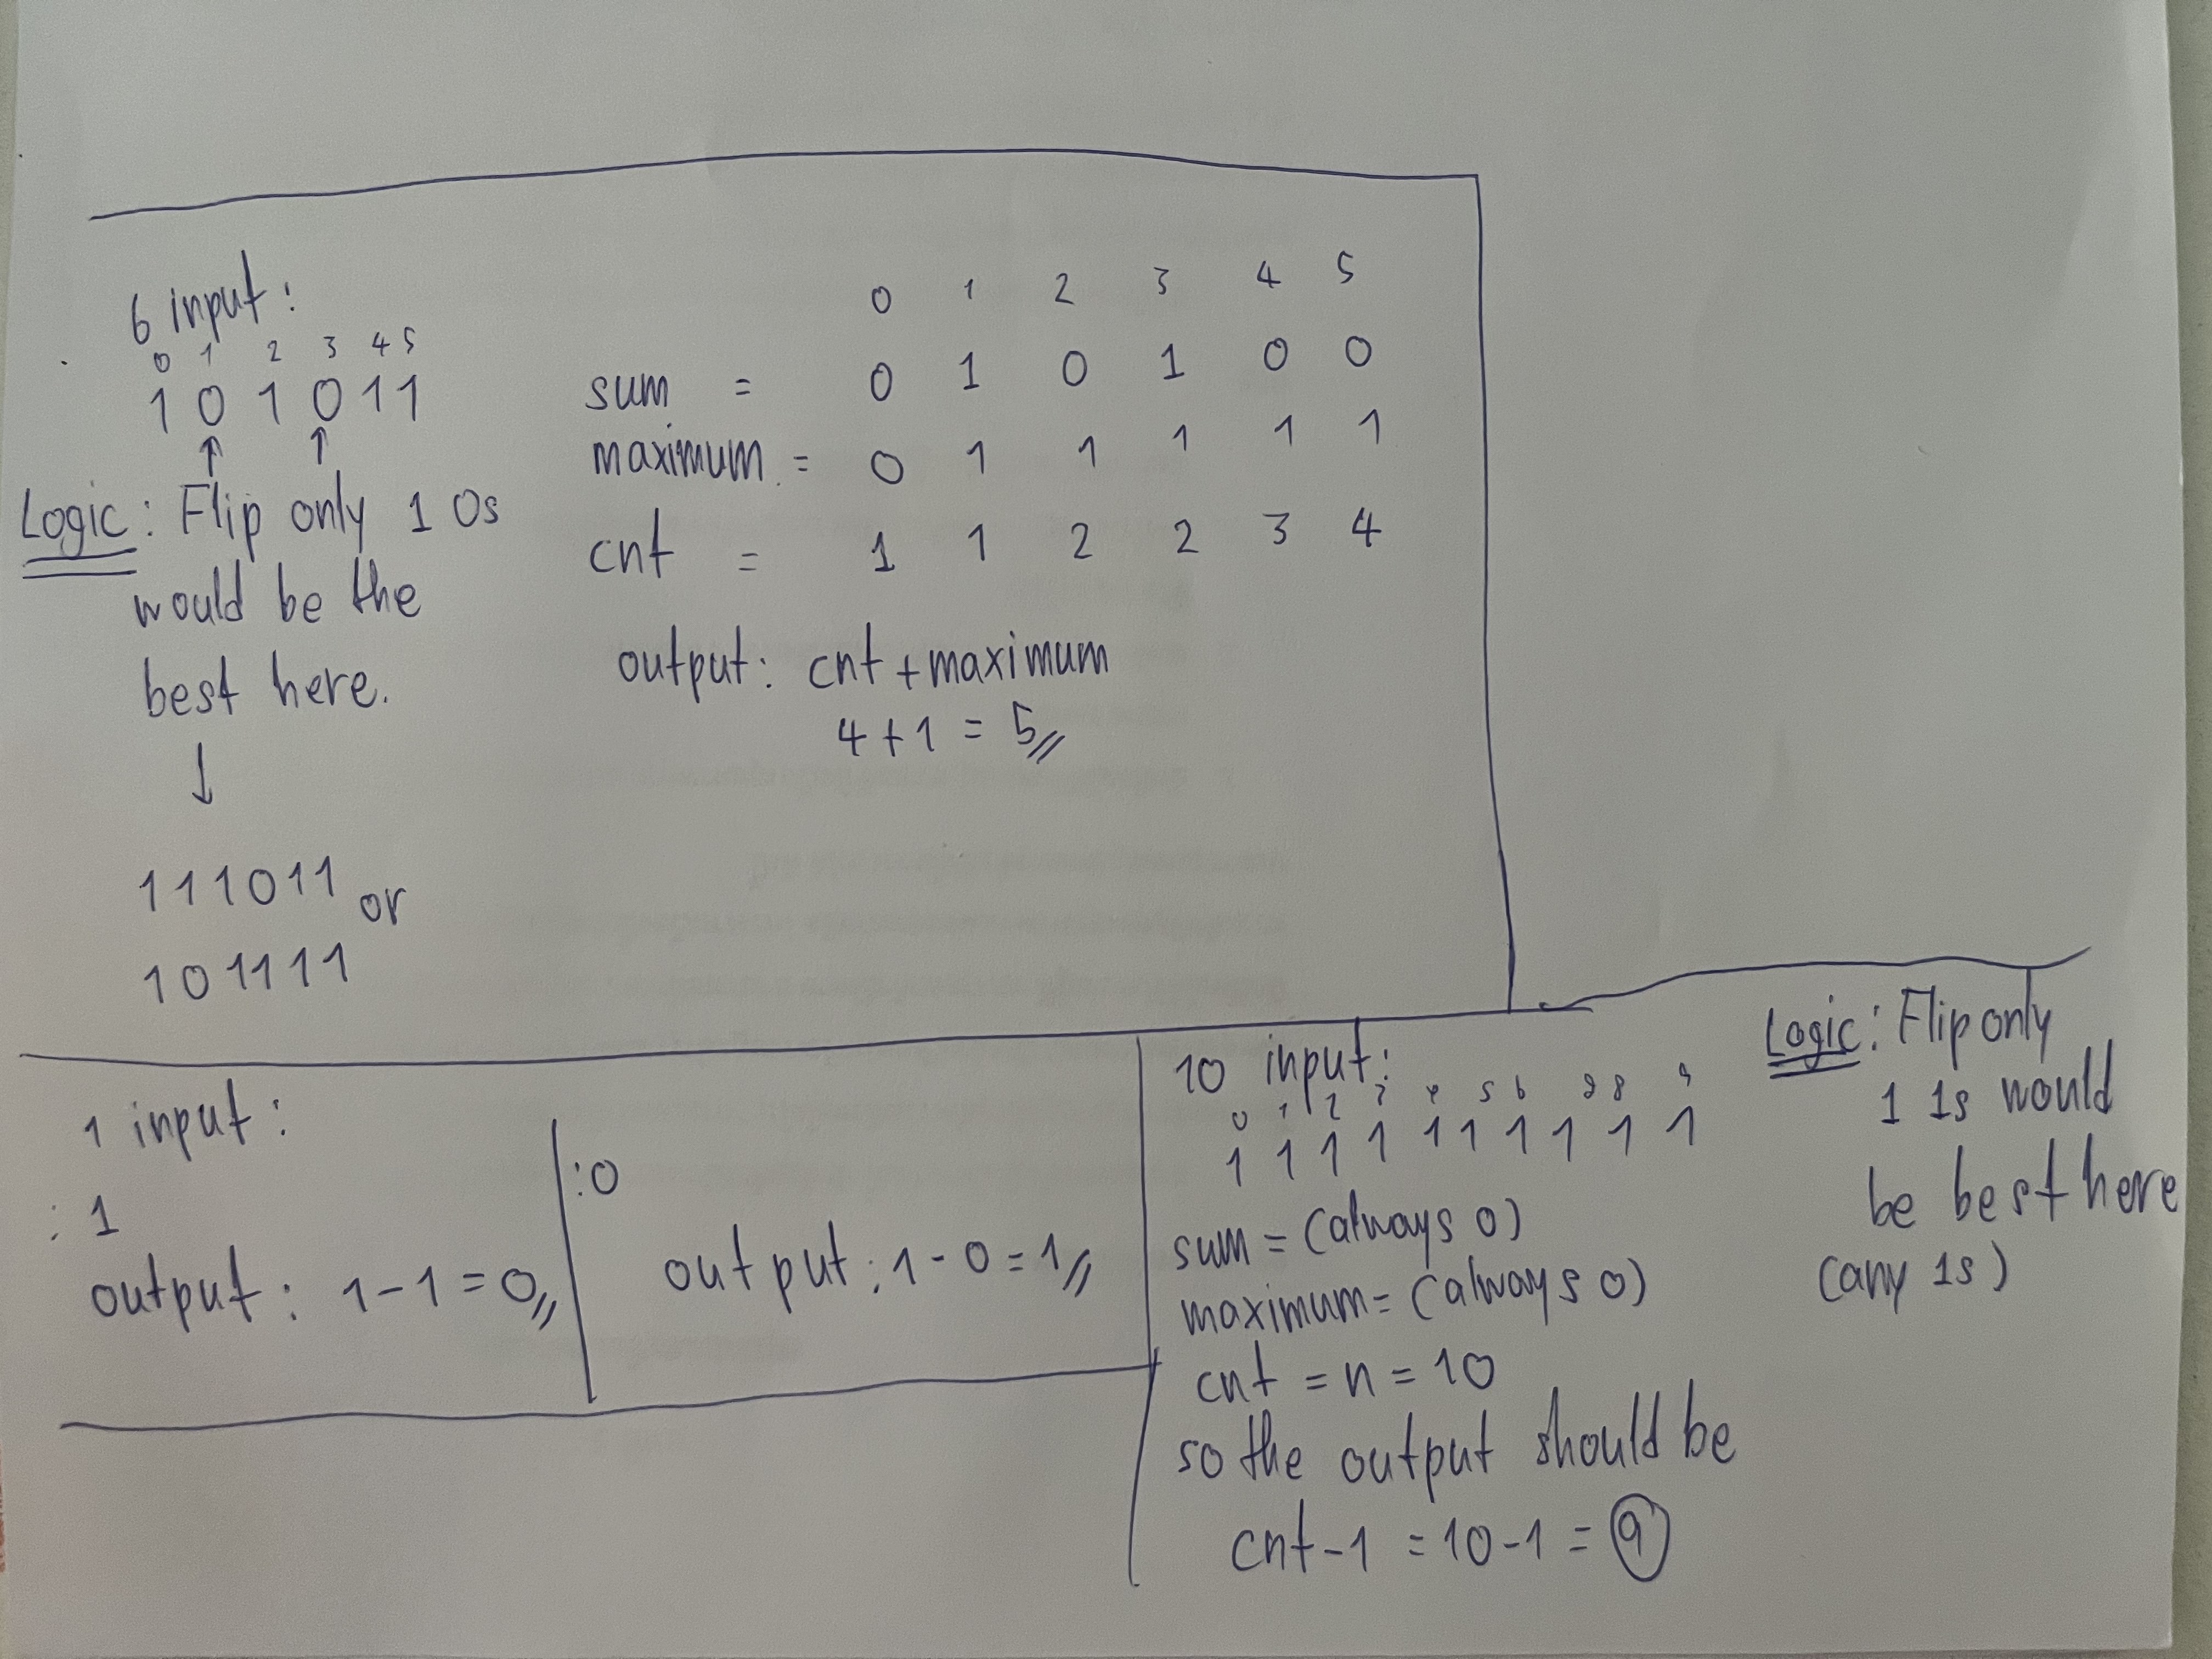 6 input:
0 1 2 3 4 5
1 0 1 0 1 1
↑ ↑
Logic: Flip only 1 0s
would be the
best here.
↓
111011 or
101111
0 1 2 3 4 5
sum = 0 1 0 1 0 0
maximum = 0 1 1 1 1 1
cnt = 1 1 2 2 3 4
output: cnt + maximum
4 + 1 = 5
1 input:
: 1
output: 1 - 1 = 0
: 0
output: 1 - 0 = 1
10 input:
0 1 2 3 4 5 6 8 9
1 1 1 1 1 1 1 1 1 1
sum = (always 0)
maximum = (always 0)
cnt = n = 10
so the output should be
cnt - 1 = 10 - 1 = 9
Logic: Flip only
1 1s would
be best here
(any 1s)